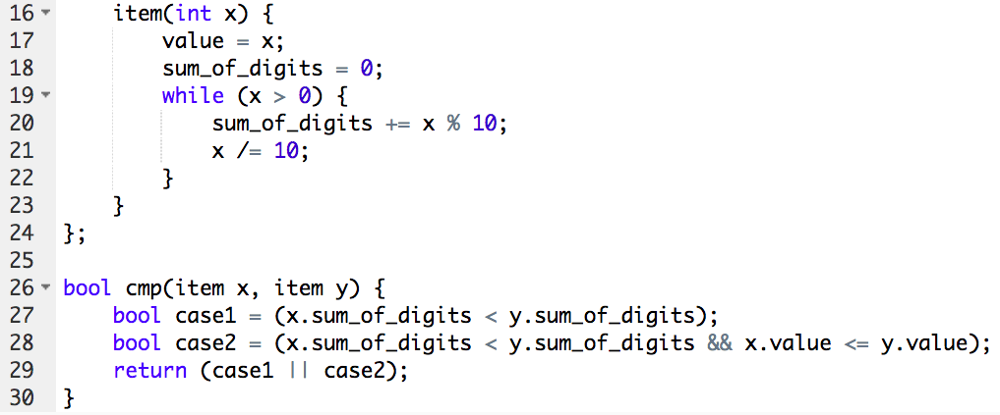 16 item(int x) {
17 value = x;
18 sum_of_digits = 0;
19 while (x > 0) {
20 sum_of_digits += x % 10;
21 x /= 10;
22 }
23 }
24 };
25
26 bool cmp(item x, item y) {
27 bool case1 = (x.sum_of_digits < y.sum_of_digits);
28 bool case2 = (x.sum_of_digits < y.sum_of_digits && x.value <= y.value);
29 return (case1 || case2);
30 }